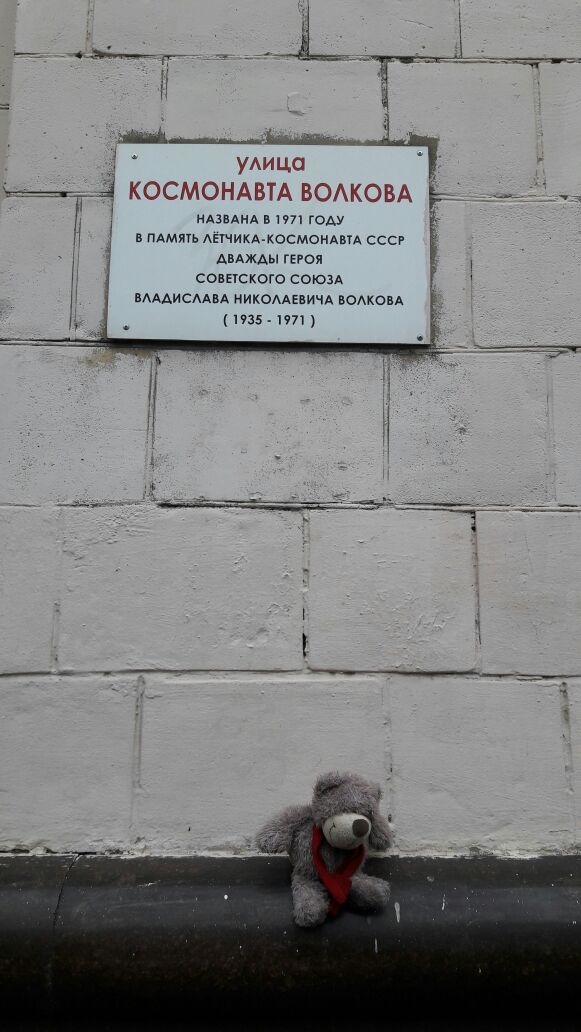 улица
КОСМОНАВТА ВОЛКОВА
НАЗВАНА В 1971 ГОДУ
В ПАМЯТЬ ЛЁТЧИКА-КОСМОНАВТА СССР
ДВАЖДЫ ГЕРОЯ
СОВЕТСКОГО СОЮЗА
ВЛАДИСЛАВА НИКОЛАЕВИЧА ВОЛКОВА
( 1935 - 1971 )